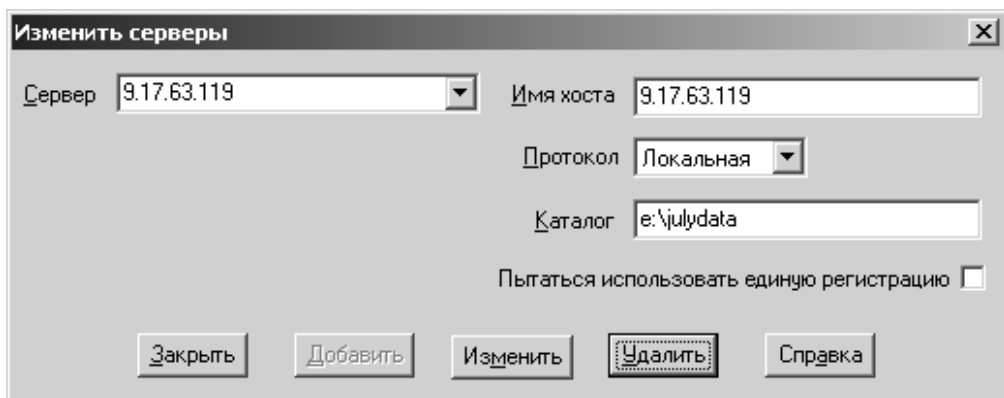 Изменить серверы
Сервер 9.17.63.119 Имя хоста 9.17.63.119
Протокол Локальная
Каталог e:\julydata
Пытаться использовать единую регистрацию
Закрыть Добавить Изменить Удалить Справка